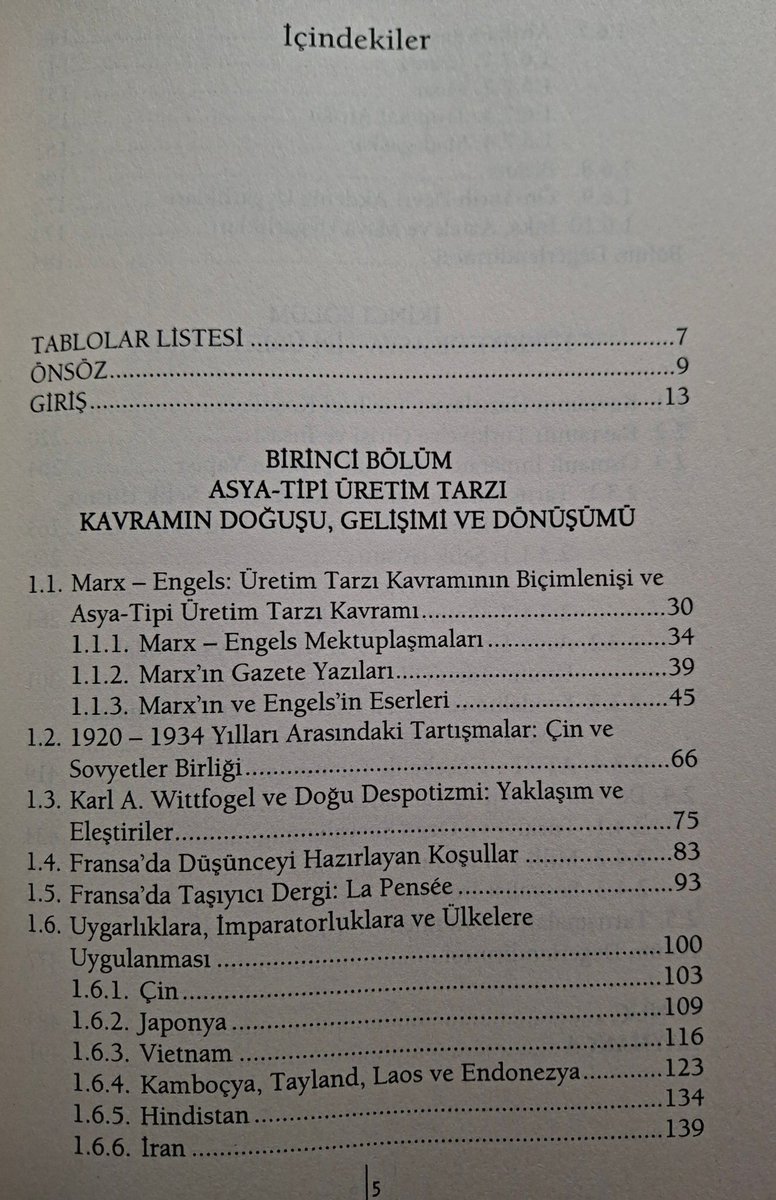 İçindekiler
TABLOLAR LİSTESİ ................................................................7
ÖNSÖZ................................................................9
GİRİŞ................................................................13
BİRİNCİ BÖLÜM
ASYA-TİPİ ÜRETİM TARZI
KAVRAMIN DOĞUŞU, GELİŞİMİ VE DÖNÜŞÜMÜ
1.1. Marx – Engels: Üretim Tarzı Kavramının Biçimlenişi ve
Asya-Tipi Üretim Tarzı Kavramı................................30
1.1.1. Marx – Engels Mektuplaşmaları........................34
1.1.2. Marx'ın Gazete Yazıları................................39
1.1.3. Marx'ın ve Engels'in Eserleri ........................45
1.2. 1920 – 1934 Yılları Arasındaki Tartışmalar: Çin ve
Sovyetler Birliği................................................66
1.3. Karl A. Wittfogel ve Doğu Despotizmi: Yaklaşım ve
Eleştiriler................................................75
1.4. Fransa'da Düşünceyi Hazırlayan Koşullar ................83
1.5. Fransa'da Taşıyıcı Dergi: La Pensée........................93
1.6. Uygarlıklara, İmparatorluklara ve Ülkelere
Uygulanması ................................................100
1.6.1. Çin................................................103
1.6.2. Japonya................................................109
1.6.3. Vietnam ................................................116
1.6.4. Kamboçya, Tayland, Laos ve Endonezya............123
1.6.5. Hindistan................................................134
1.6.6. İran ................................................139
5